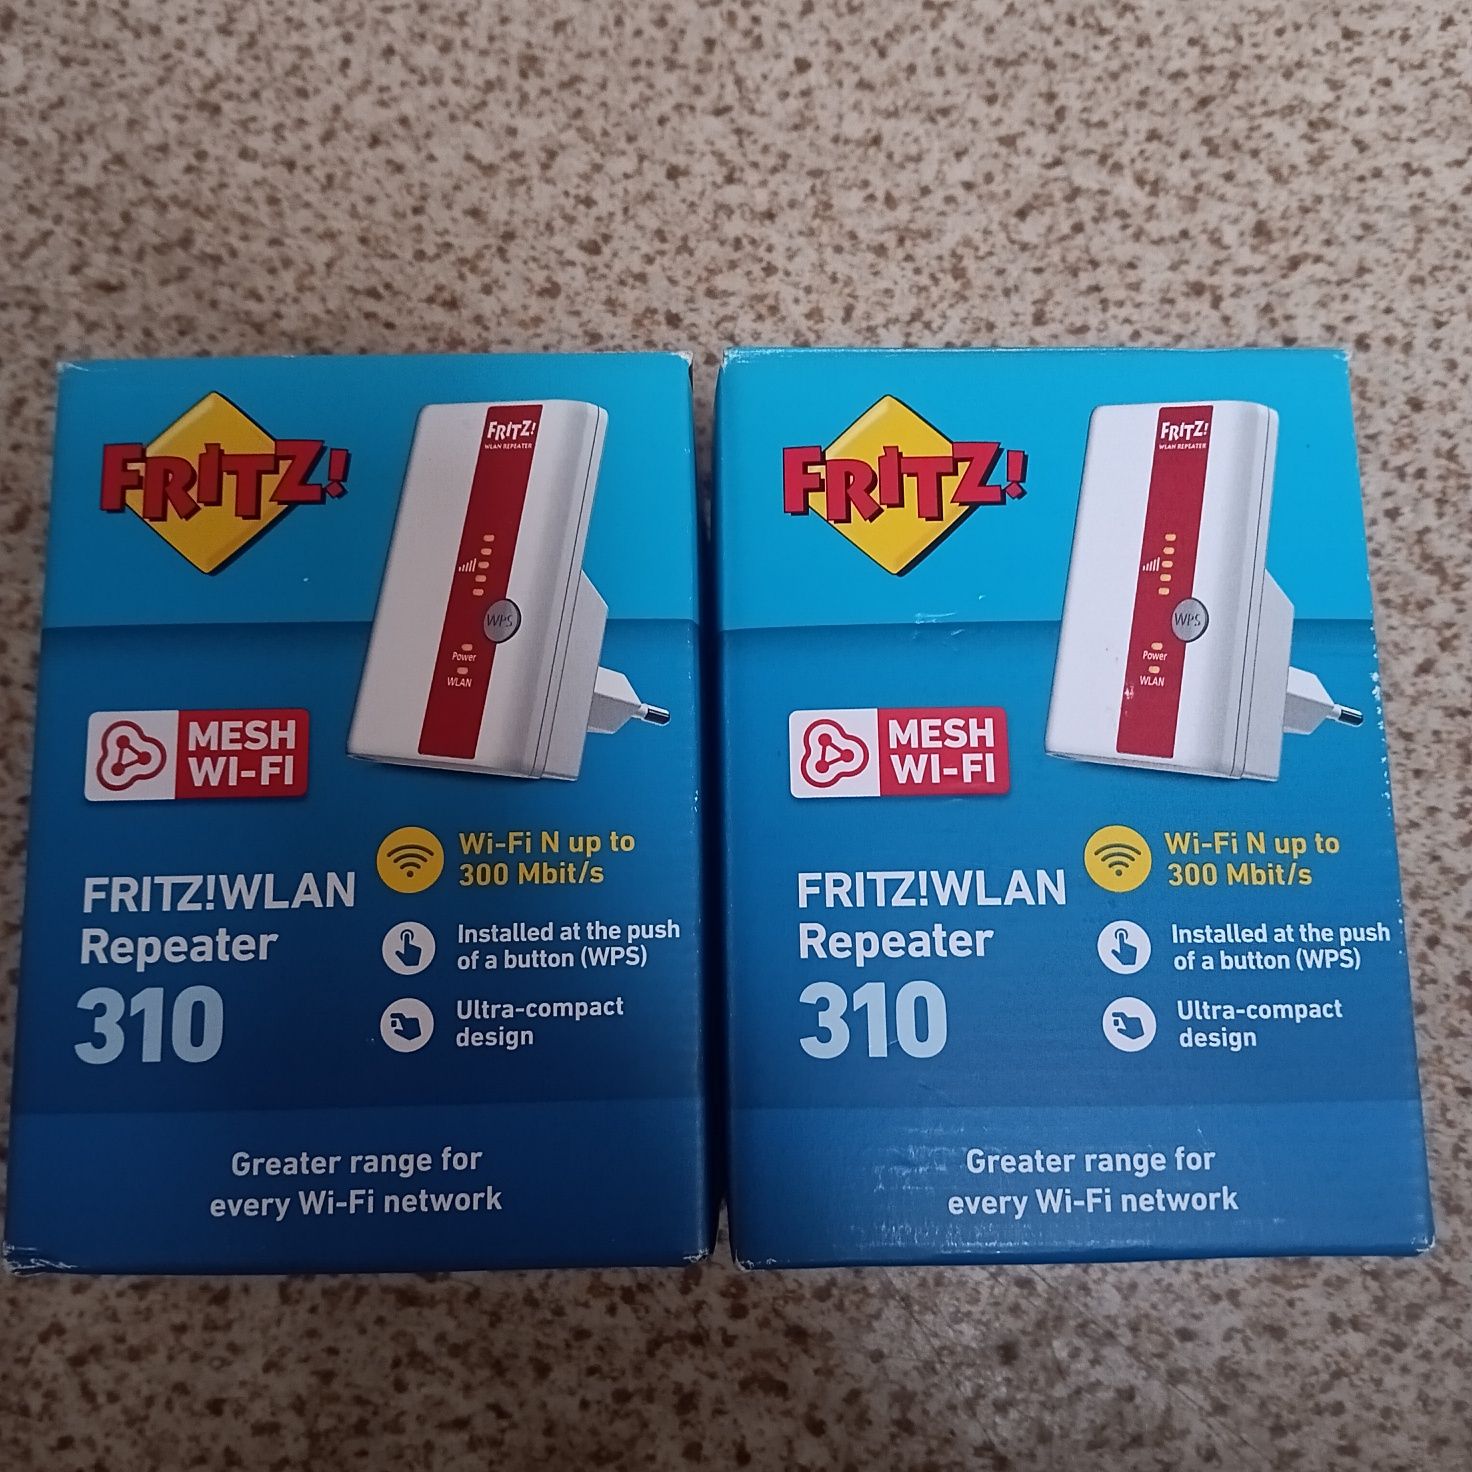 FRITZ!
FRITZ!
WLAN REPEATER
WPS
Power
WLAN
MESH
WI-FI
Wi-Fi N up to
300 Mbit/s
FRITZ!WLAN
Repeater
310
Installed at the push
of a button (WPS)
Ultra-compact
design
Greater range for
every Wi-Fi network
FRITZ!
FRITZ!
WLAN REPEATER
WPS
Power
WLAN
MESH
WI-FI
Wi-Fi N up to
300 Mbit/s
FRITZ!WLAN
Repeater
310
Installed at the push
of a button (WPS)
Ultra-compact
design
Greater range for
every Wi-Fi network